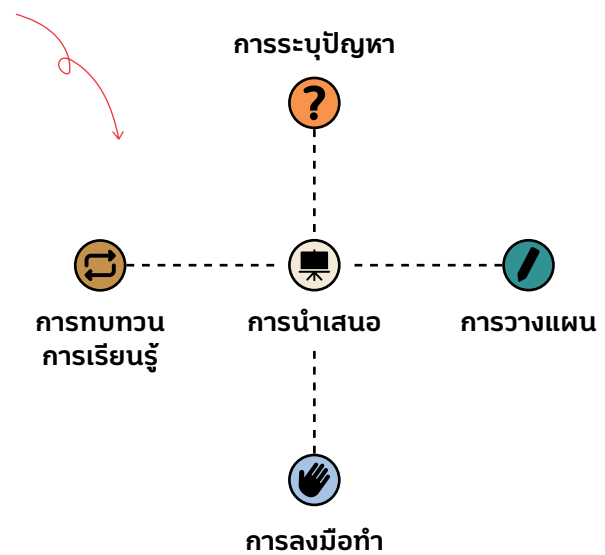 การระบุปัญหา
การทบทวน
การเรียนรู้
การนำเสนอ
การวางแผน
การลงมือทำ